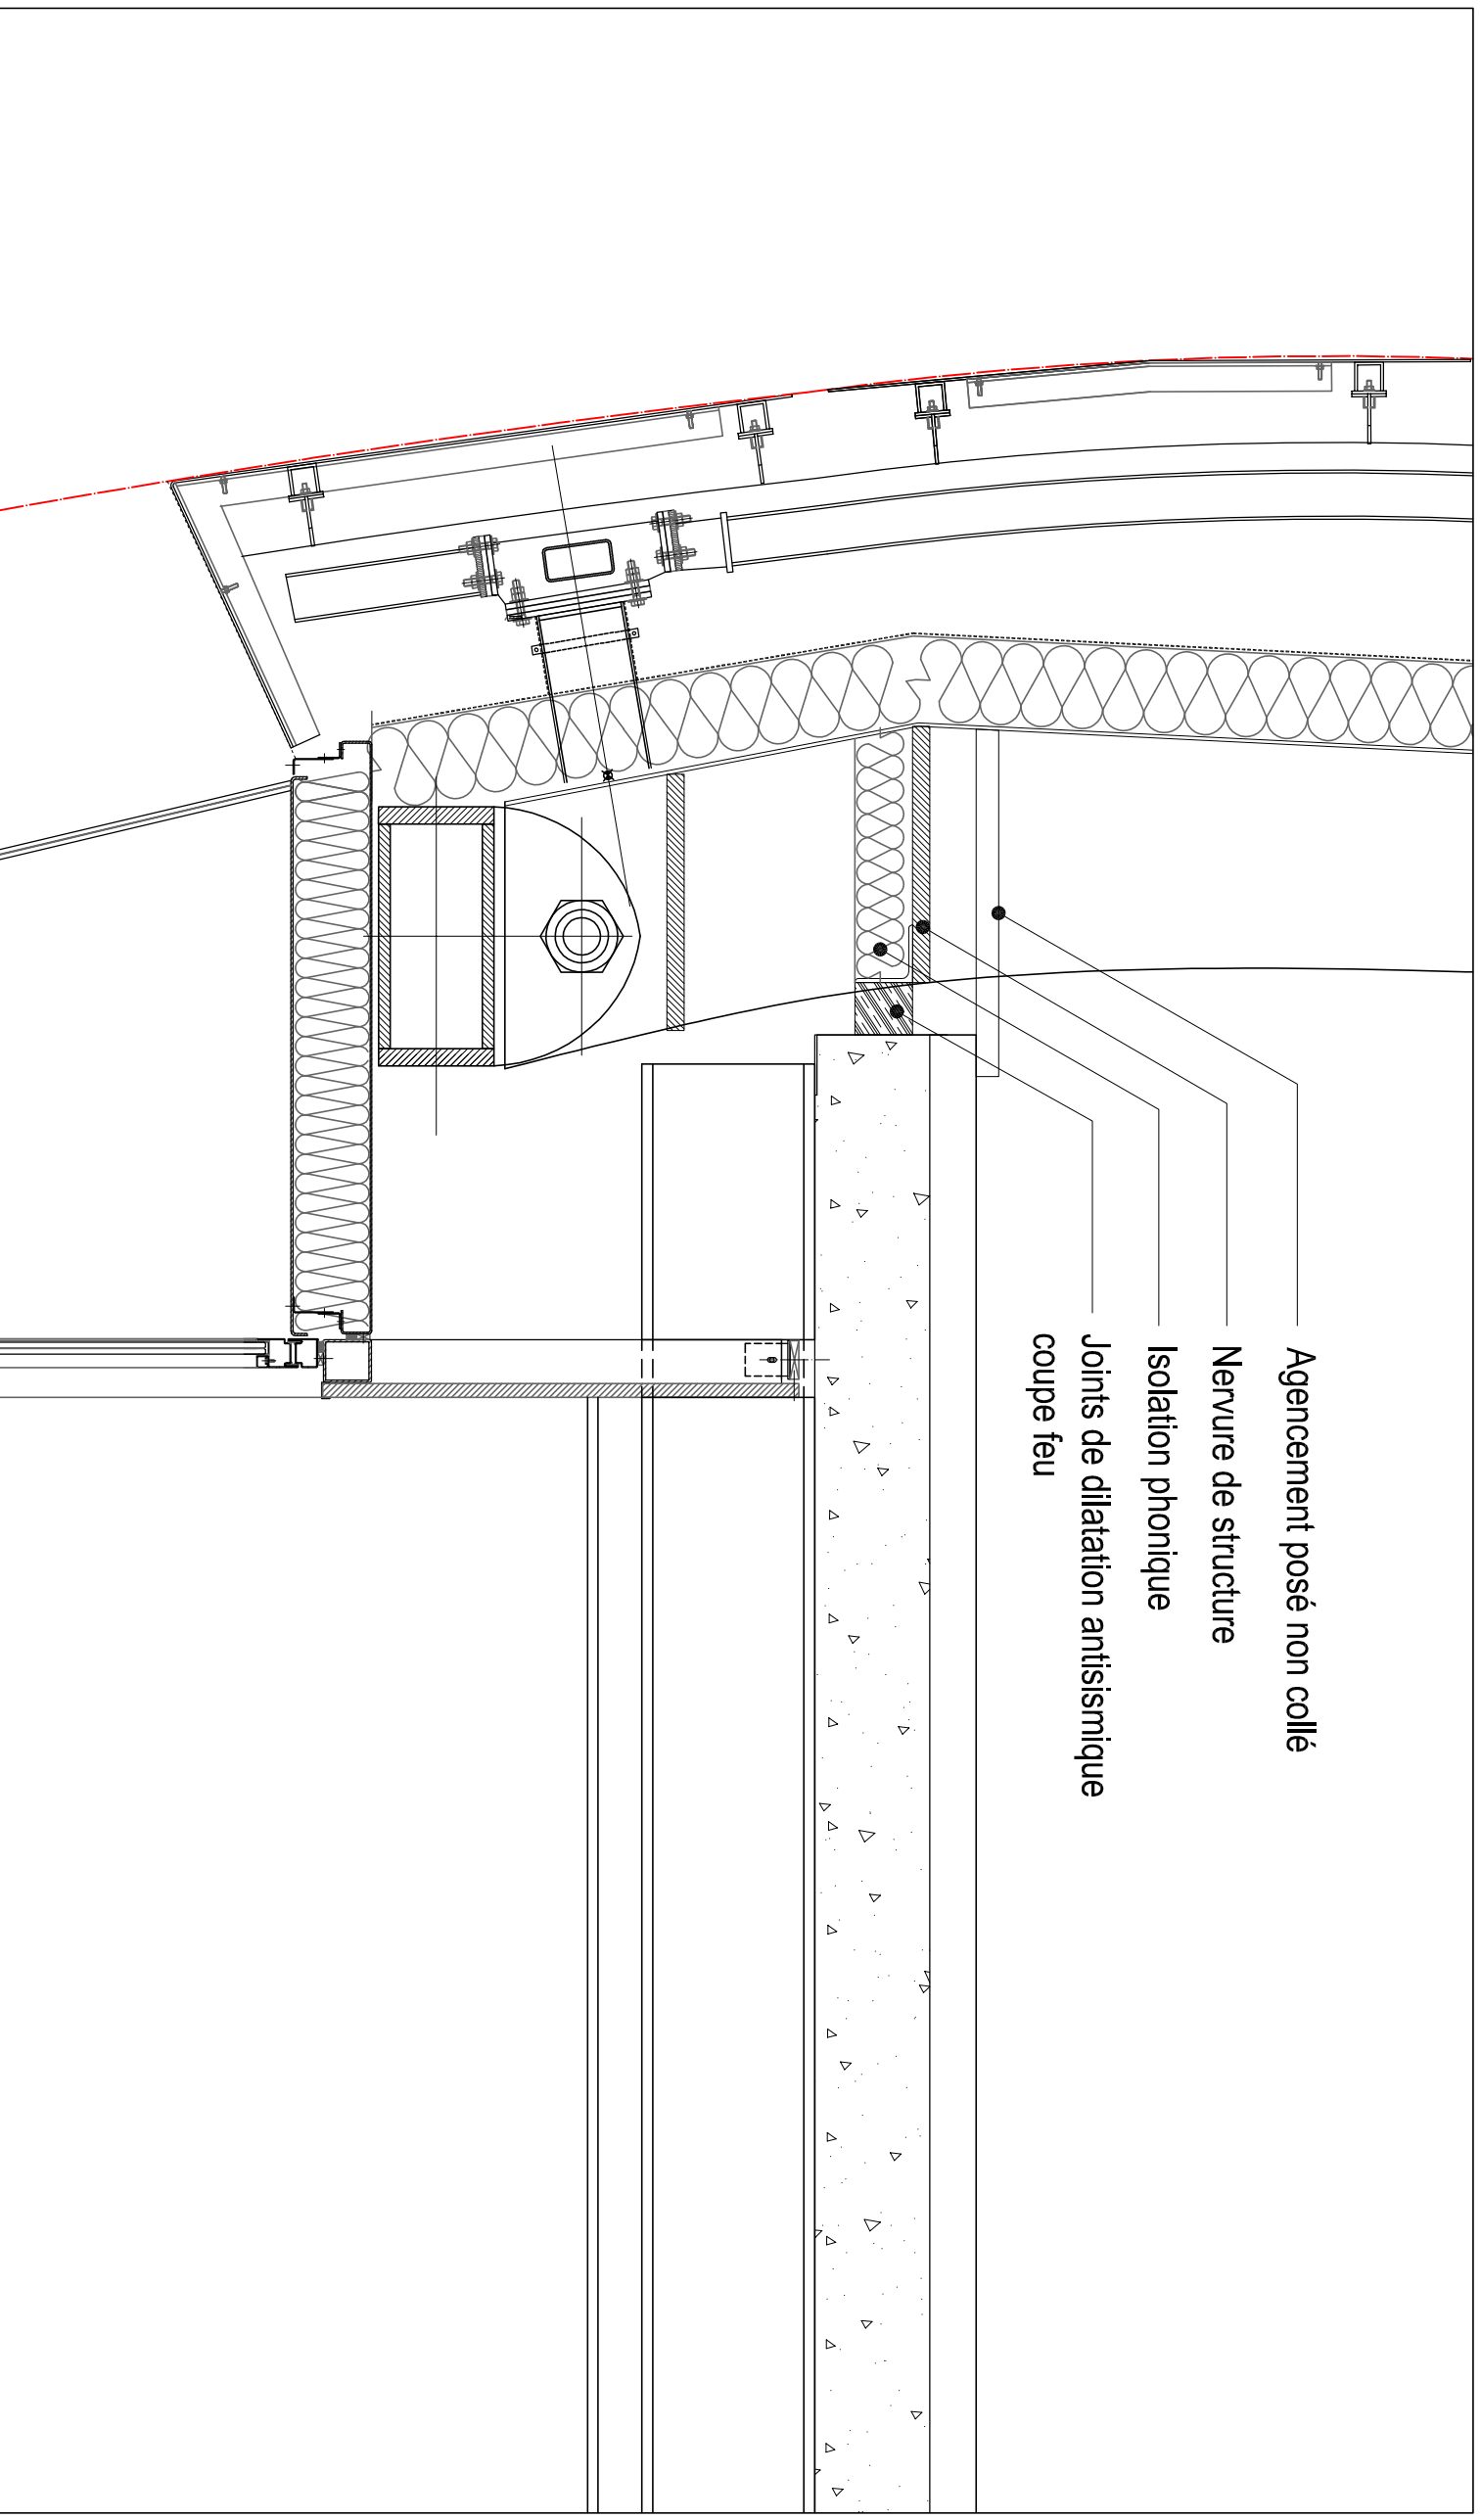 Agencement posé non collé
Nervure de structure
Isolation phonique
Joints de dilatation antisismique
coupe feu